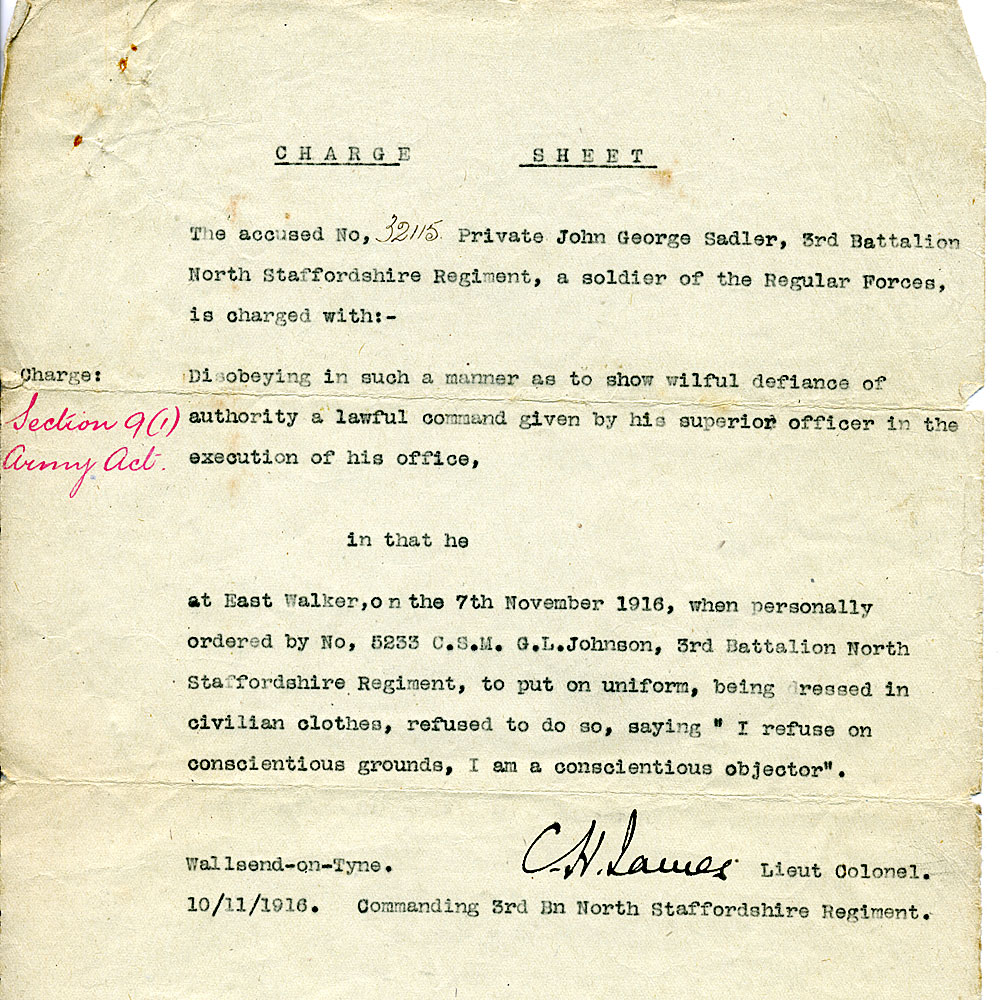 CHARGE SHEET
The accused No, 32115. Private John George Sadler, 3rd Battalion
North Staffordshire Regiment, a soldier of the Regular Forces,
is charged with:-
Charge: Disobeying in such a manner as to show wilful defiance of
Section 9(1) authority a lawful command given by his superior officer in the
Army Act. execution of his office,
in that he
at East Walker,on the 7th November 1916, when personally
ordered by No, 5233 C.S.M. G.L.Johnson, 3rd Battalion North
Staffordshire Regiment, to put on uniform, being dressed in
civilian clothes, refused to do so, saying " I refuse on
conscientious grounds, I am a conscientious objector".
Wallsend-on-Tyne. C.H.James Lieut Colonel.
10/11/1916. Commanding 3rd Bn North Staffordshire Regiment.